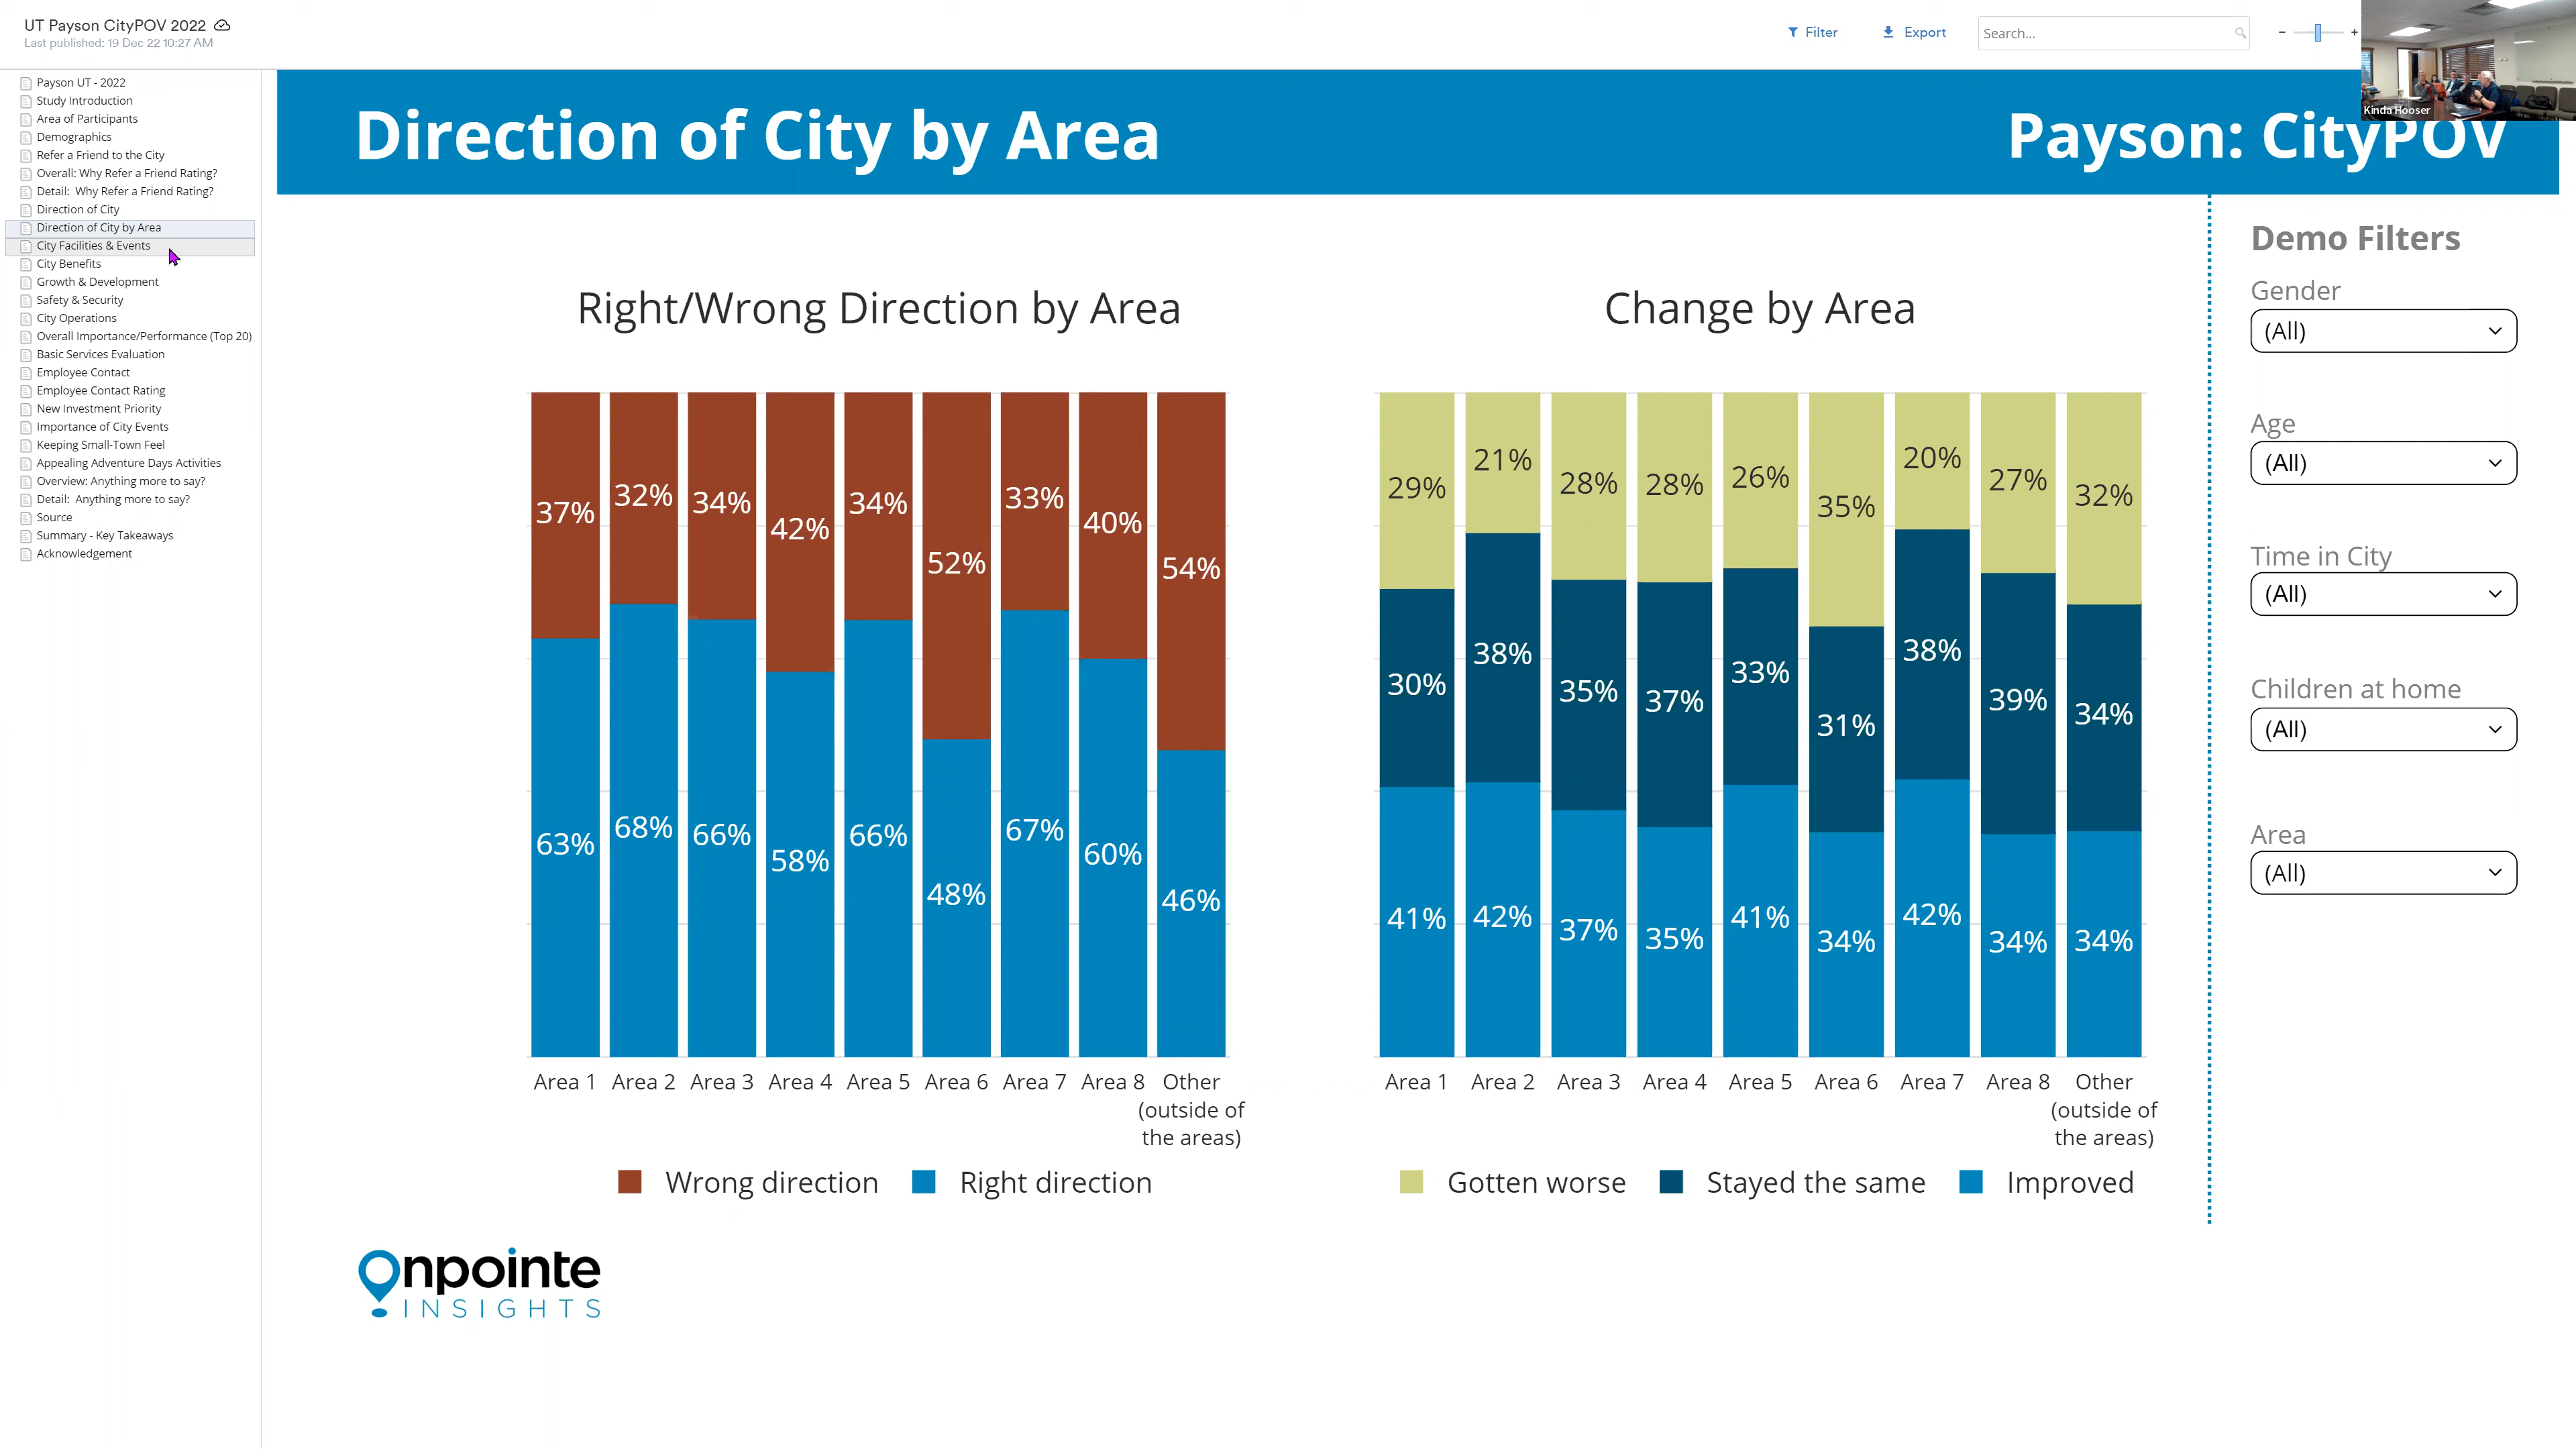 UT Payson CityPOV 2022
Last published: 19 Dec 22 10:27 AM
Filter
Export
Search...
−
+
Kinda Hooser
Payson UT - 2022
Study Introduction
Area of Participants
Demographics
Refer a Friend to the City
Overall: Why Refer a Friend Rating?
Detail: Why Refer a Friend Rating?
Direction of City
Direction of City by Area
City Facilities & Events
City Benefits
Growth & Development
Safety & Security
City Operations
Overall Importance/Performance (Top 20)
Basic Services Evaluation
Employee Contact
Employee Contact Rating
New Investment Priority
Importance of City Events
Keeping Small-Town Feel
Appealing Adventure Days Activities
Overview: Anything more to say?
Detail: Anything more to say?
Source
Summary - Key Takeaways
Acknowledgement
Direction of City by Area
Payson: CityPOV
Right/Wrong Direction by Area
37% 32% 34% 42% 34% 52% 33% 40% 54%
63% 68% 66% 58% 66% 48% 67% 60% 46%
Area 1 Area 2 Area 3 Area 4 Area 5 Area 6 Area 7 Area 8 Other
(outside of
the areas)
Wrong direction Right direction
Change by Area
29% 21% 28% 28% 26% 35% 20% 27% 32%
30% 38% 35% 37% 33% 31% 38% 39% 34%
41% 42% 37% 35% 41% 34% 42% 34% 34%
Area 1 Area 2 Area 3 Area 4 Area 5 Area 6 Area 7 Area 8 Other
(outside of
the areas)
Gotten worse Stayed the same Improved
Demo Filters
Gender
(All)
Age
(All)
Time in City
(All)
Children at home
(All)
Area
(All)
Onpointe
INSIGHTS